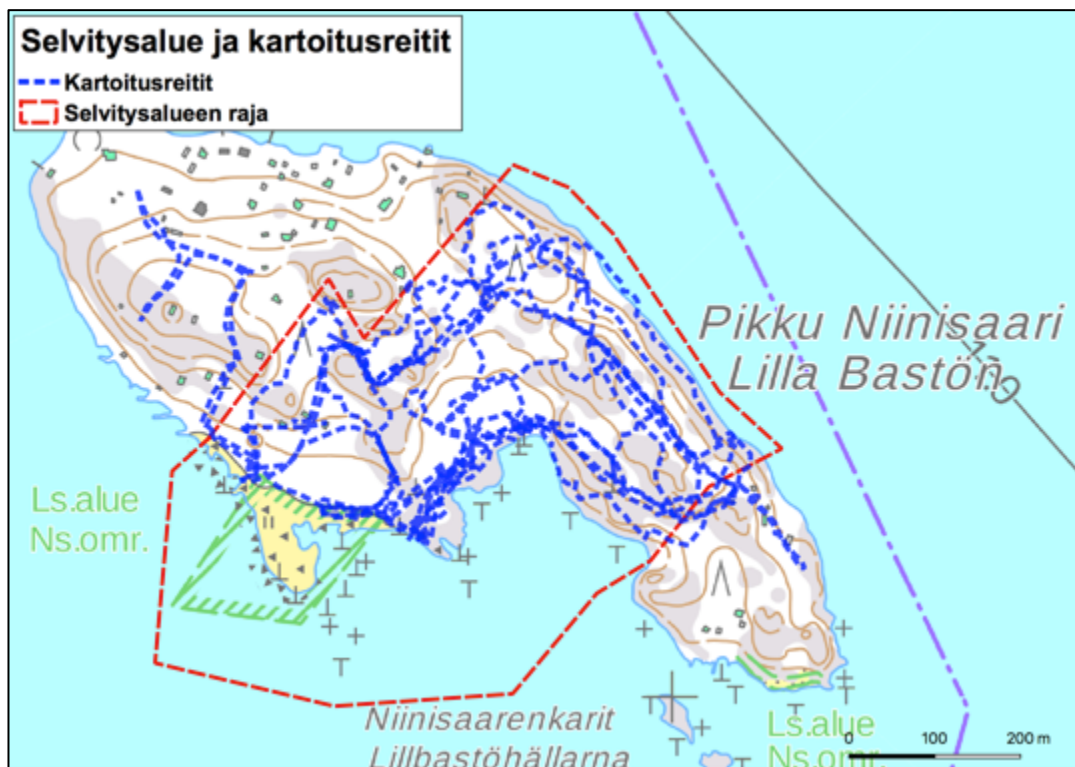 Selvitysalue ja kartoitusreitit
Kartoitusreitit
Selvitysalueen raja
Pikku Niinisaari
Lilla Bastön
Ls.alue
Ns.omr.
Niinisaarenkarit
Lillbastöhällarna
Ls.alue
Ns.omr.
0 100 200 m